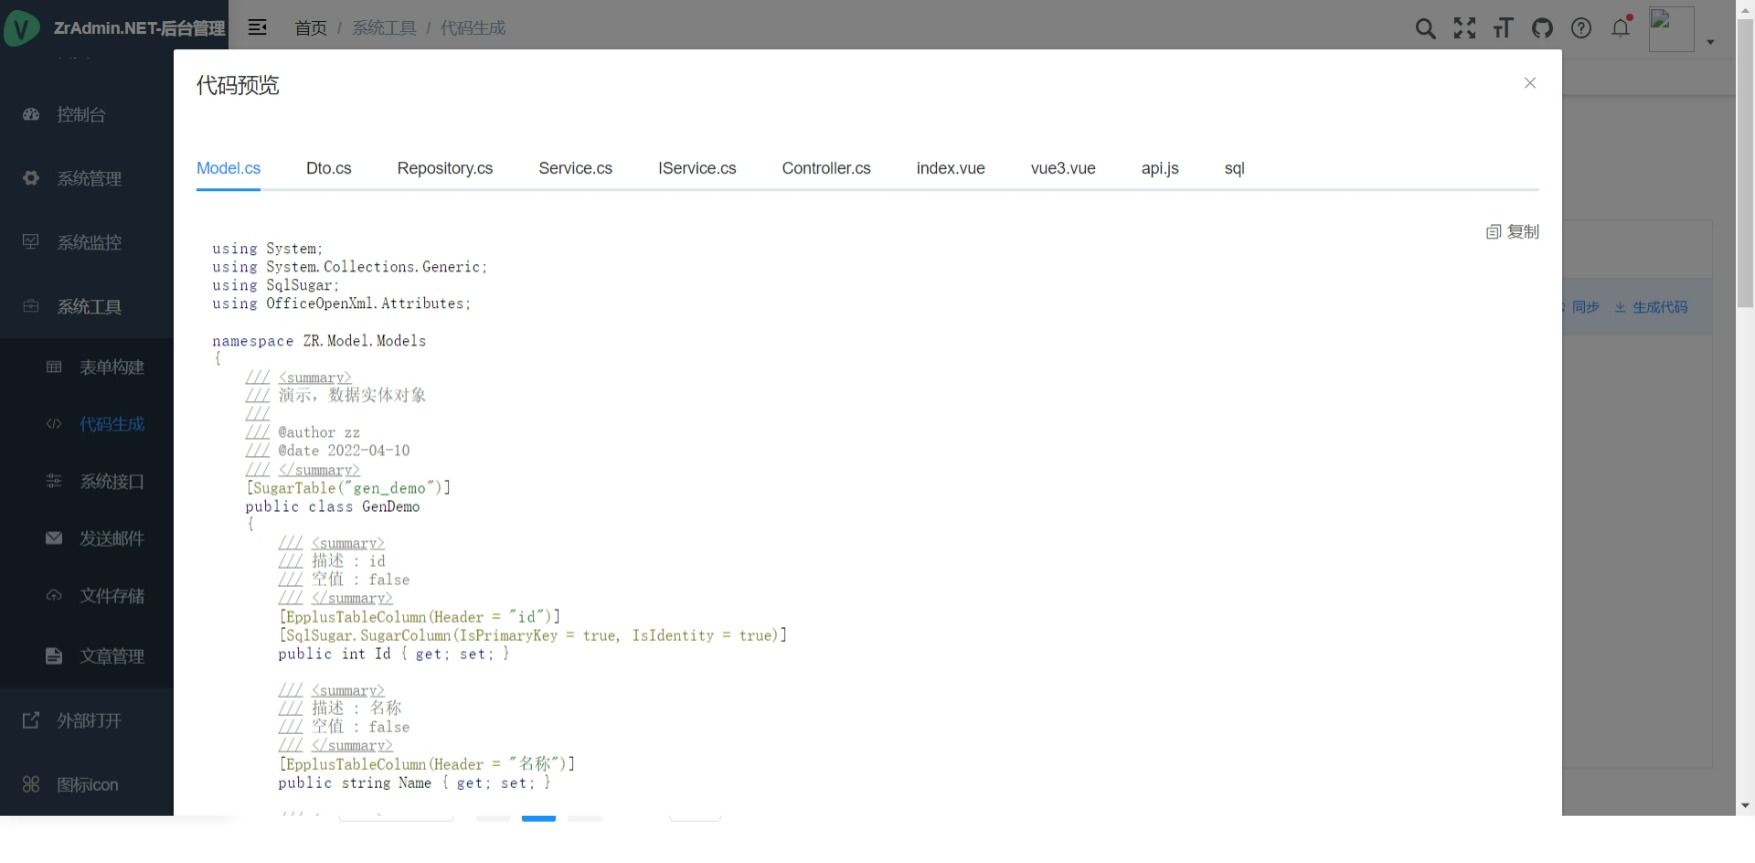 ZrAdmin.NET-后台管理
首页 / 系统工具 / 代码生成
控制台
系统管理
系统监控
系统工具
表单构建
代码生成
系统接口
发送邮件
文件存储
文章管理
外部打开
图标icon
代码预览
Model.cs Dto.cs Repository.cs Service.cs IService.cs Controller.cs index.vue vue3.vue api.js sql
复制
同步 生成代码
using System;
using System.Collections.Generic;
using SqlSugar;
using OfficeOpenXml.Attributes;
namespace ZR.Model.Models
{
/// <summary>
/// 演示，数据实体对象
///
/// @author zz
/// @date 2022-04-10
/// </summary>
[SugarTable("gen_demo")]
public class GenDemo
{
/// <summary>
/// 描述 : id
/// 空值 : false
/// </summary>
[EpplusTableColumn(Header = "id")]
[SqlSugar.SugarColumn(IsPrimaryKey = true, IsIdentity = true)]
public int Id { get; set; }
/// <summary>
/// 描述 : 名称
/// 空值 : false
/// </summary>
[EpplusTableColumn(Header = "名称")]
public string Name { get; set; }